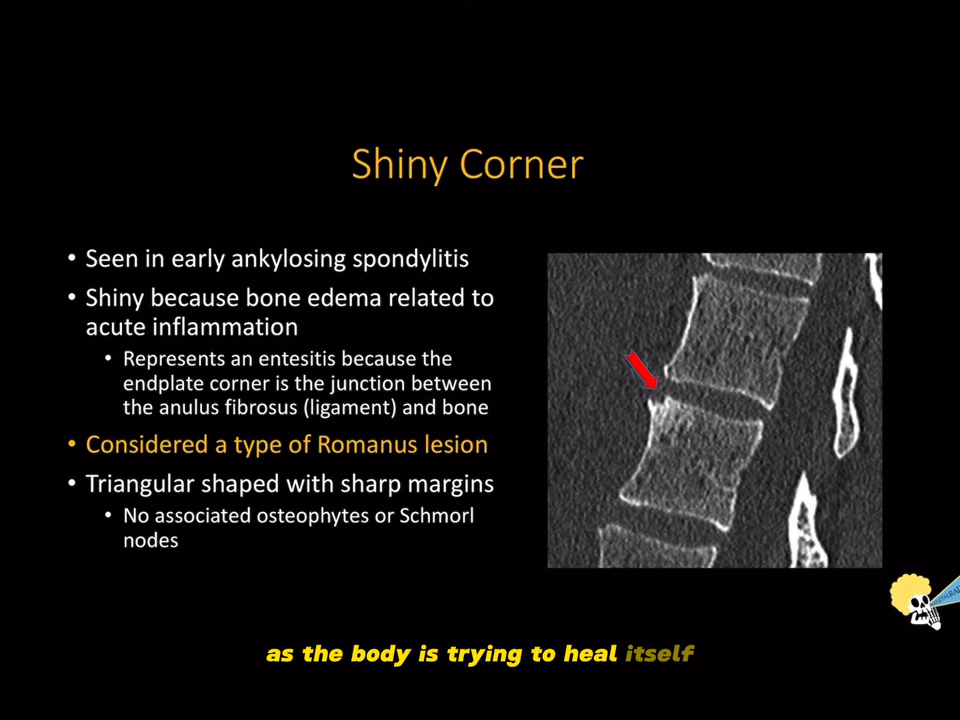 Shiny Corner
• Seen in early ankylosing spondylitis
• Shiny because bone edema related to
acute inflammation
• Represents an entesitis because the
endplate corner is the junction between
the anulus fibrosus (ligament) and bone
• Considered a type of Romanus lesion
• Triangular shaped with sharp margins
• No associated osteophytes or Schmorl
nodes
as the body is trying to heal itself